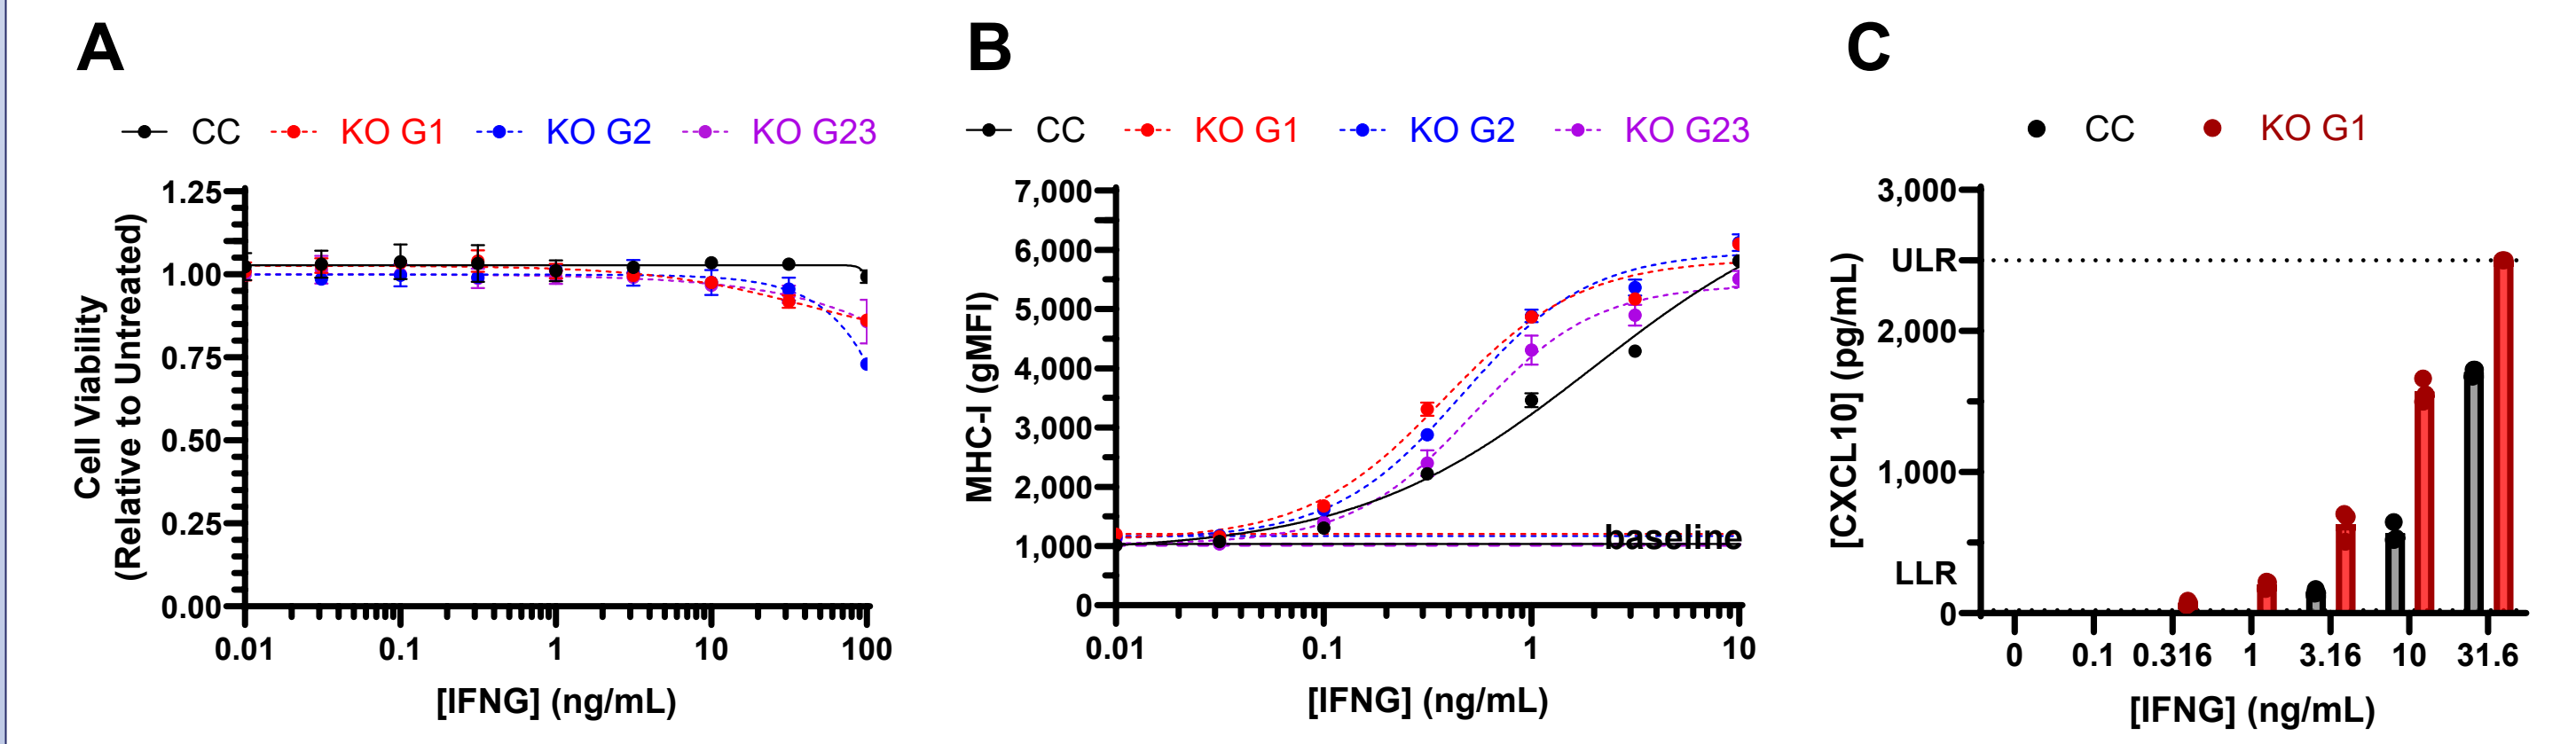 A
CC KO G1 KO G2 KO G23
Cell Viability
(Relative to Untreated)
1.25
1.00
0.75
0.50
0.25
0.00
0.01 0.1 1 10 100
[IFNG] (ng/mL)
B
CC KO G1 KO G2 KO G23
MHC-I (gMFI)
7,000
6,000
5,000
4,000
3,000
2,000
1,000
0
baseline
0.01 0.1 1 10
[IFNG] (ng/mL)
C
CC KO G1
[CXCL10] (pg/mL)
3,000
ULR
2,000
1,000
LLR
0
0 0.1 0.316 1 3.16 10 31.6
[IFNG] (ng/mL)